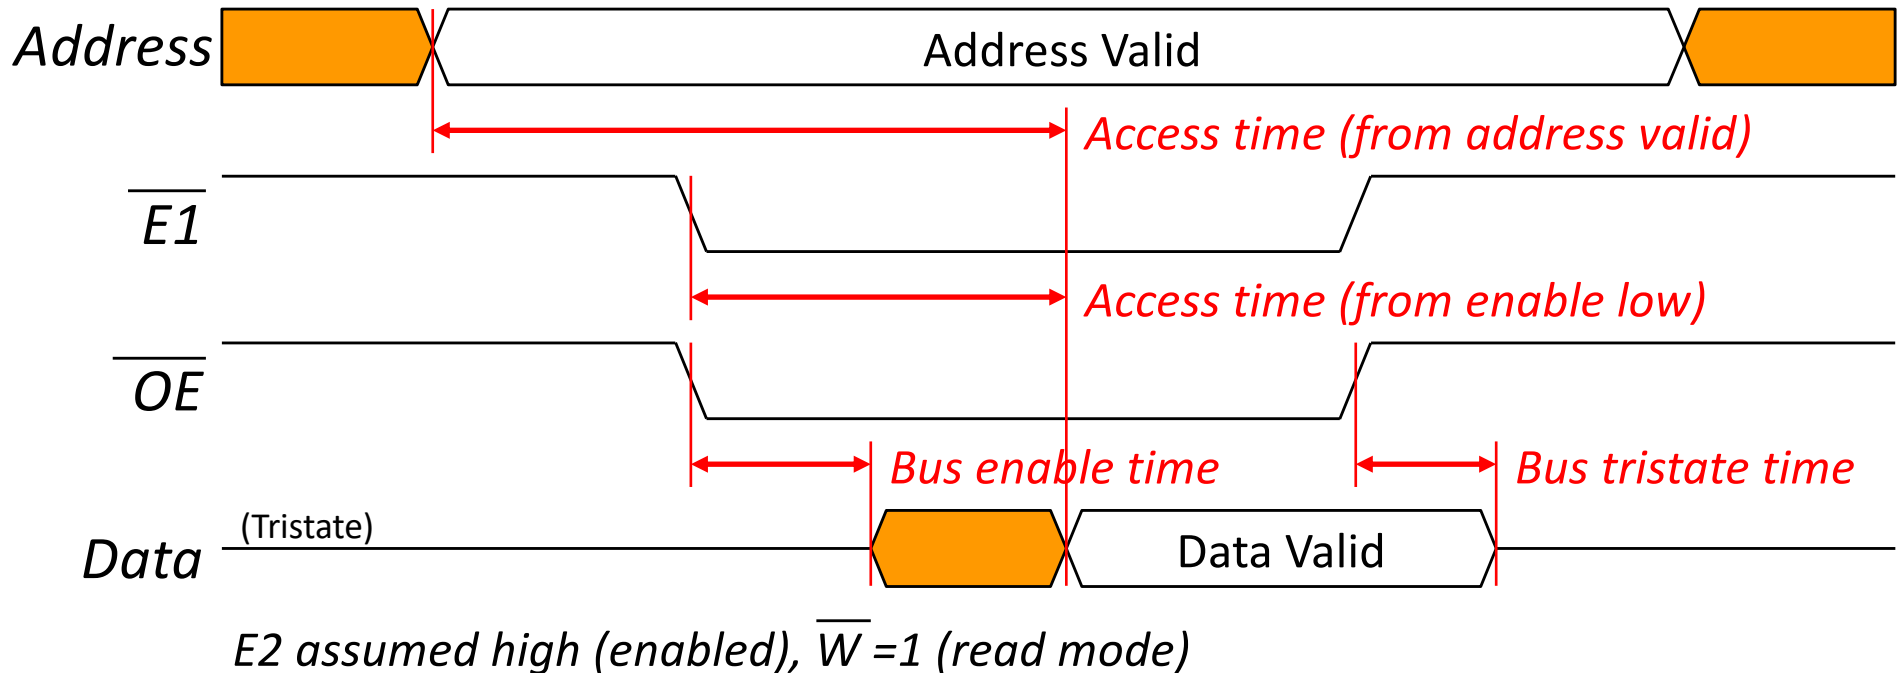 Address
Address Valid
Access time (from address valid)
E1
Access time (from enable low)
OE
Bus enable time
Bus tristate time
(Tristate)
Data
Data Valid
E2 assumed high (enabled), W̅ =1 (read mode)